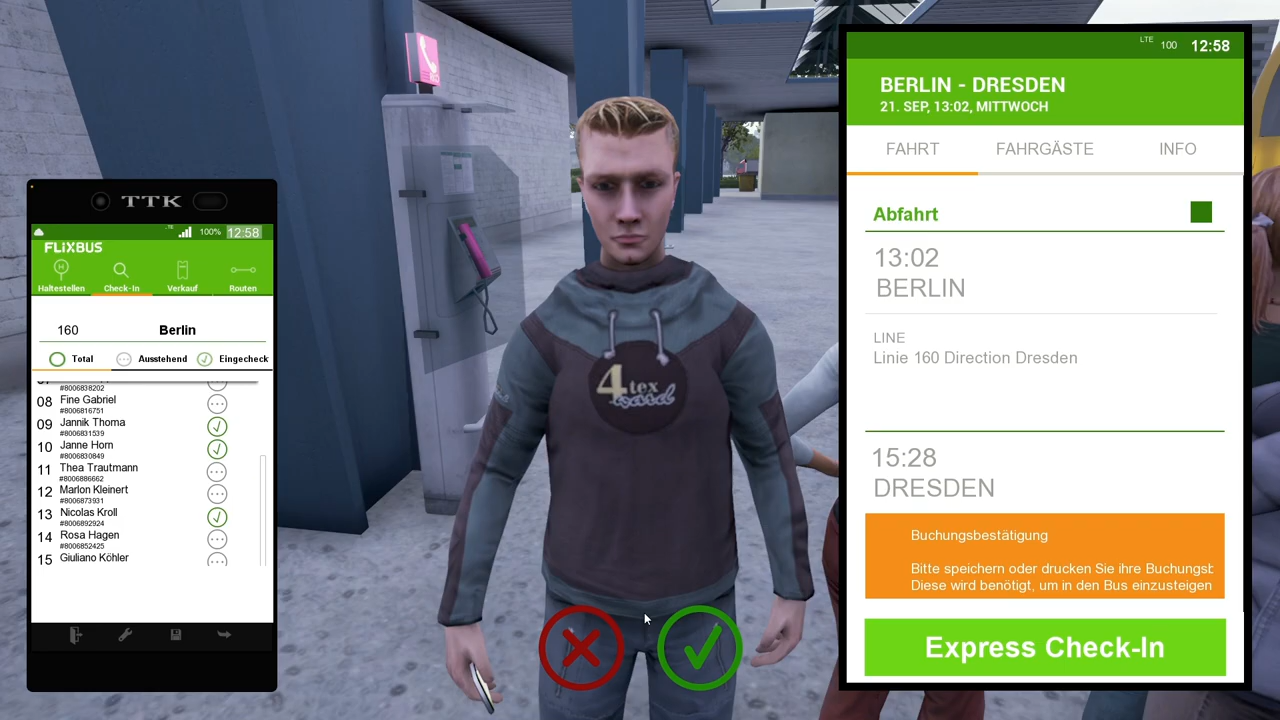 TTK
LTE
100%
12:58
FLiXBUS
H
Haltestellen
Check-In
Verkauf
Routen
160
Berlin
Total
Ausstehend
Eingecheck
#8006838202
08 Fine Gabriel
#8006816751
09 Jannik Thoma
#8006831539
10 Janne Horn
#8006830849
11 Thea Trautmann
#8006886662
12 Marlon Kleinert
#8006873931
13 Nicolas Kroll
#8006892924
14 Rosa Hagen
#8006852425
15 Giuliano Köhler
4tex
LTE 100 12:58
BERLIN - DRESDEN
21. SEP, 13:02, MITTWOCH
FAHRT
FAHRGÄSTE
INFO
Abfahrt
13:02
BERLIN
LINE
Linie 160 Direction Dresden
15:28
DRESDEN
Buchungsbestätigung
Bitte speichern oder drucken Sie ihre Buchungsb
Diese wird benötigt, um in den Bus einzusteigen
Express Check-In